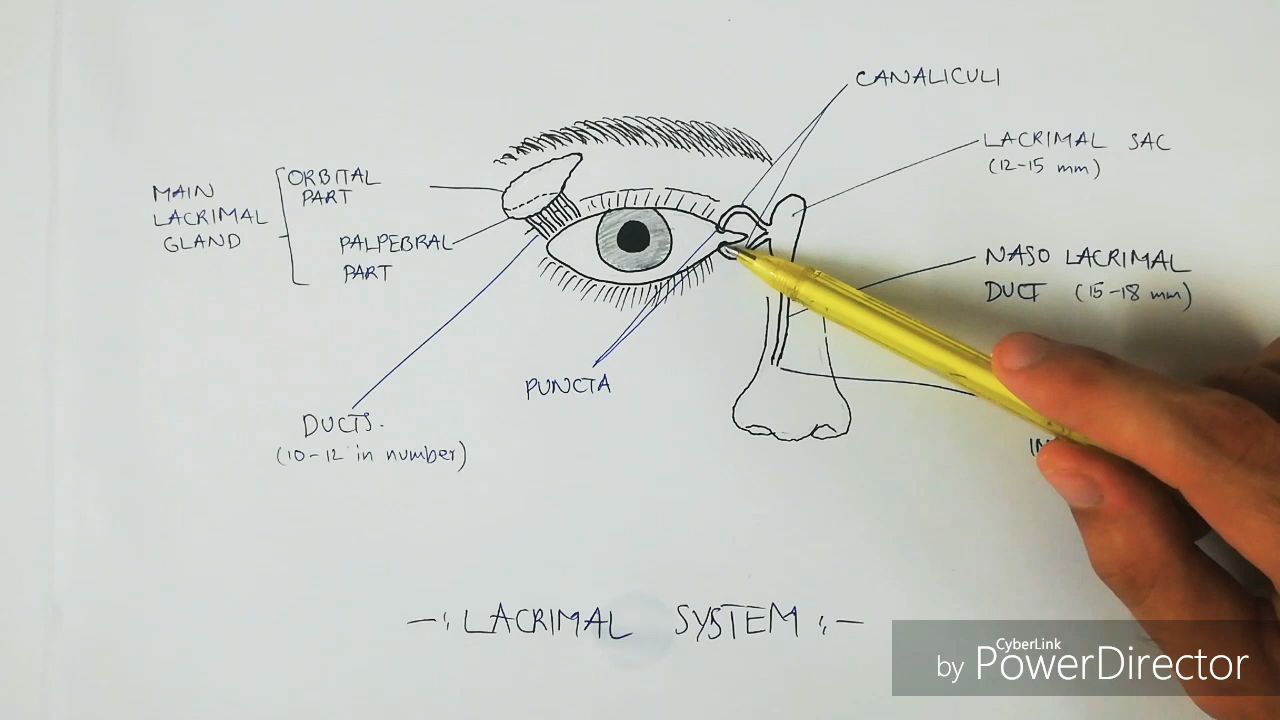 CANALICULI
LACRIMAL SAC
(12-15 mm)
MAIN
LACRIMAL
GLAND
ORBITAL
PART
PALPEBRAL
PART
NASO LACRIMAL
DUCT (15-18 mm)
PUNCTA
DUCTS.
(10-12 in number)
-: LACRIMAL SYSTEM :-
CyberLink
by PowerDirector